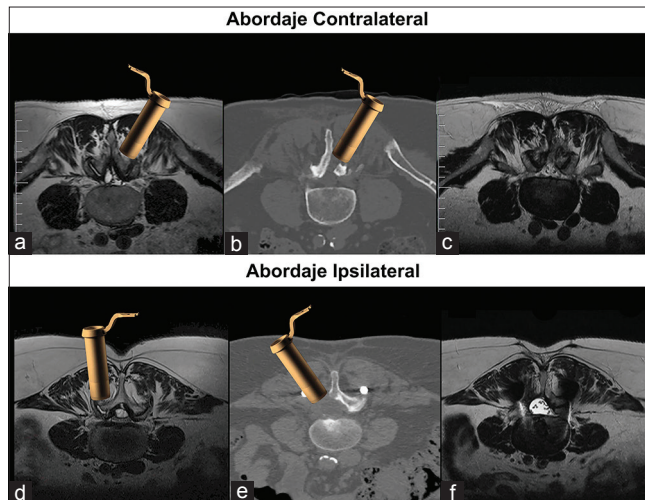 Abordaje Contralateral
a
b
c
Abordaje Ipsilateral
d
e
f